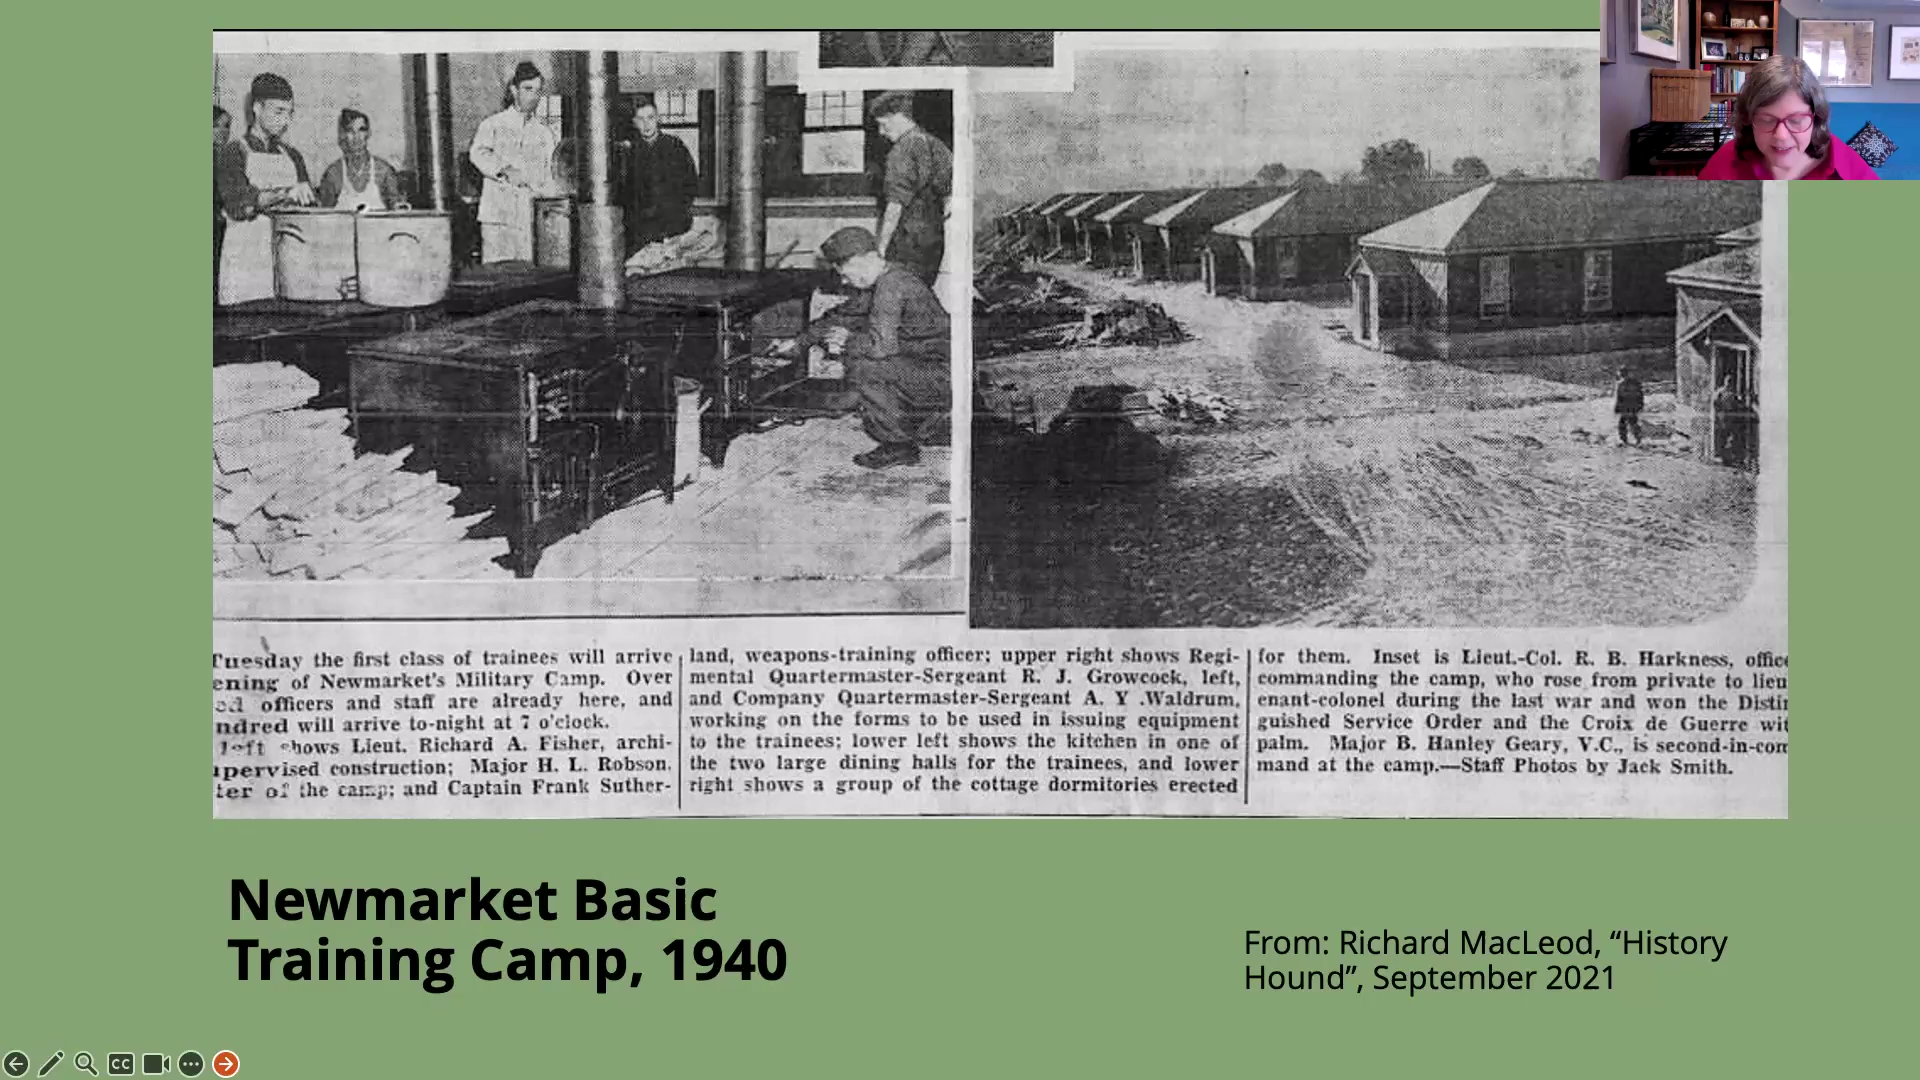 Tuesday the first class of trainees will arrive
ening of Newmarket's Military Camp. Over
officers and staff are already here, and
ndred will arrive to-night at 7 o'clock.
left shows Lieut. Richard A. Fisher, archi-
pervised construction; Major H. L. Robson,
ter of the camp; and Captain Frank Suther-
land, weapons-training officer; upper right shows Regi-
mental Quartermaster-Sergeant R. J. Growcock, left,
and Company Quartermaster-Sergeant A. Y .Waldrum,
working on the forms to be used in issuing equipment
to the trainees; lower left shows the kitchen in one of
the two large dining halls for the trainees, and lower
right shows a group of the cottage dormitories erected
for them. Inset is Lieut.-Col. R. B. Harkness, office
commanding the camp, who rose from private to lieu
enant-colonel during the last war and won the Distin
guished Service Order and the Croix de Guerre wit
palm. Major B. Hanley Geary, V.C., is second-in-com
mand at the camp.—Staff Photos by Jack Smith.
Newmarket Basic
Training Camp, 1940
From: Richard MacLeod, “History
Hound”, September 2021
CC